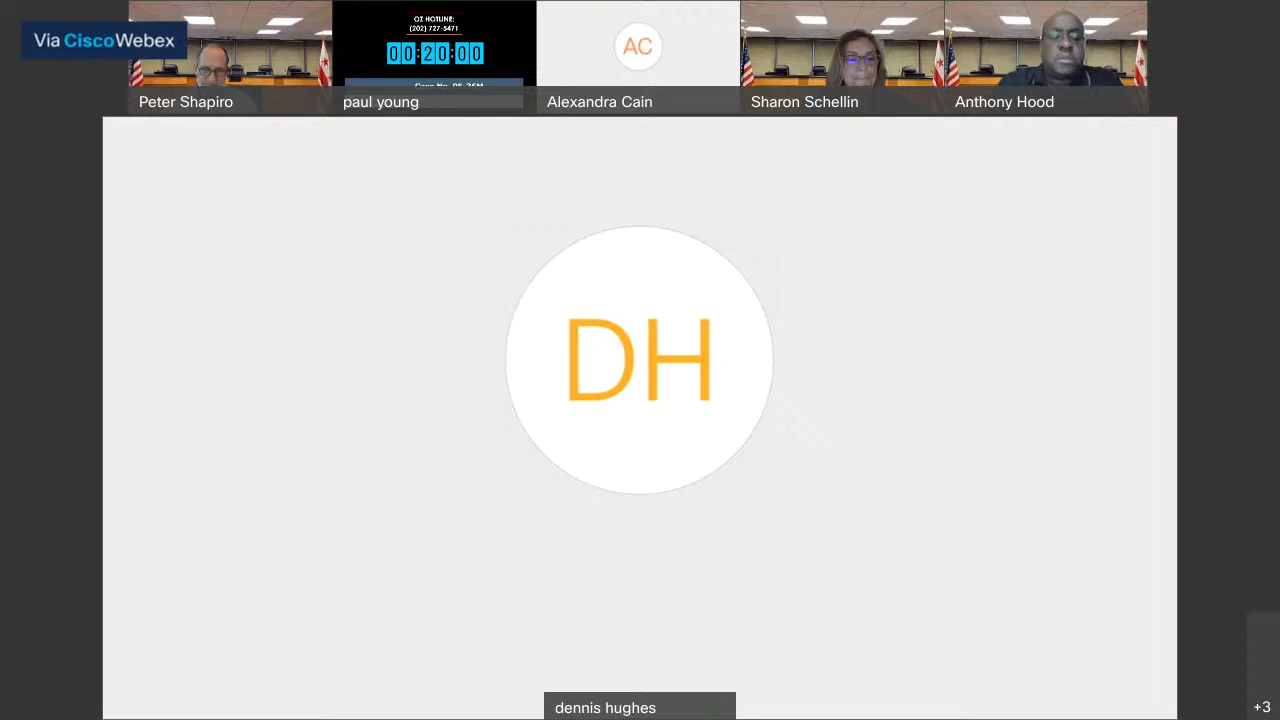 Via CiscoWebex
OZ HOTLINE:
(202) 727-5471
00:20:00
Peter Shapiro
paul young
AC
Alexandra Cain
Sharon Schellin
Anthony Hood
DH
dennis hughes
+3